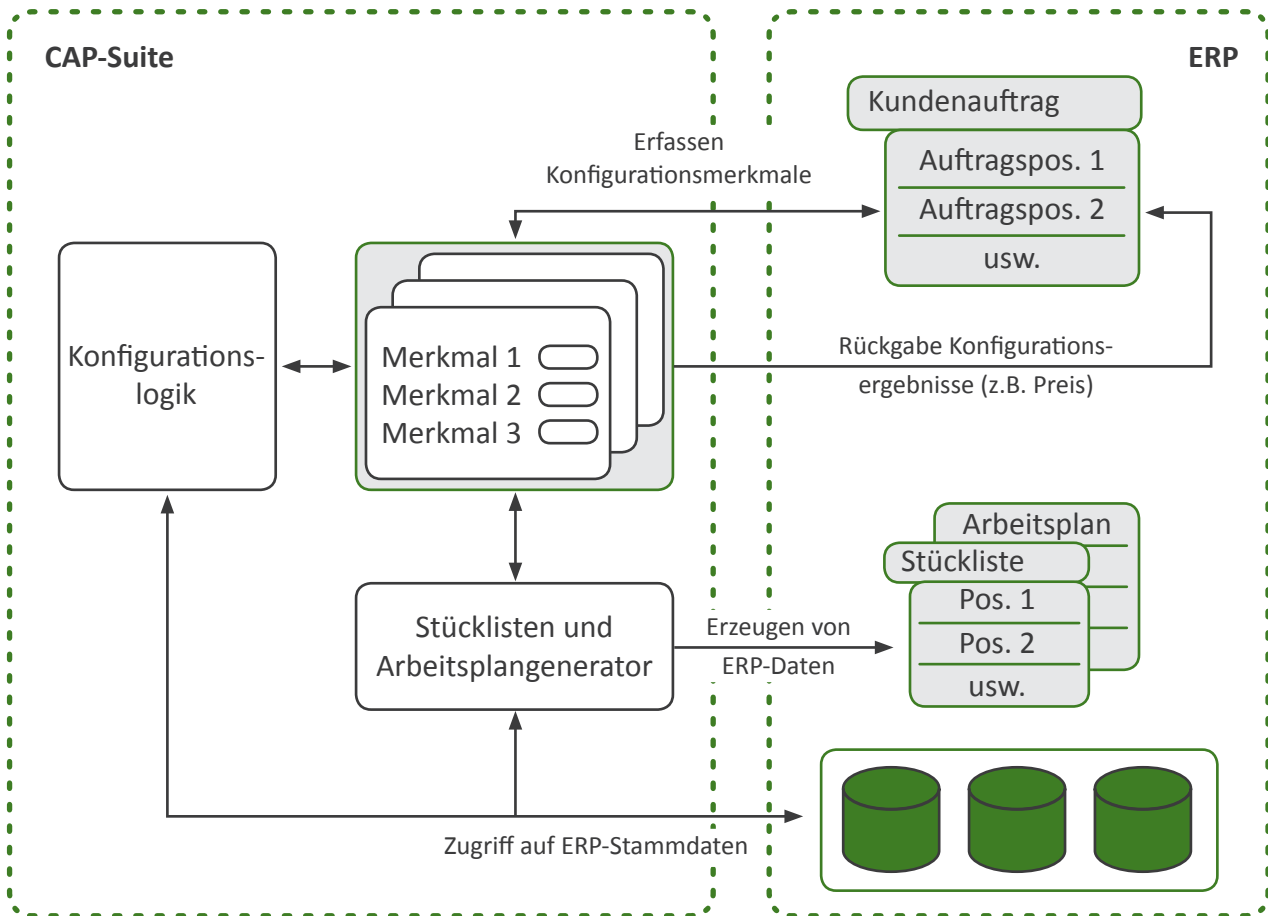 CAP-Suite
ERP
Kundenauftrag
Auftragspos. 1
Auftragspos. 2
usw.
Erfassen
Konfigurationsmerkmale
Konfigurations-
logik
Merkmal 1
Merkmal 2
Merkmal 3
Rückgabe Konfigurations-
ergebnisse (z.B. Preis)
Arbeitsplan
Stückliste
Pos. 1
Pos. 2
usw.
Stücklisten und
Arbeitsplangenerator
Erzeugen von
ERP-Daten
Zugriff auf ERP-Stammdaten